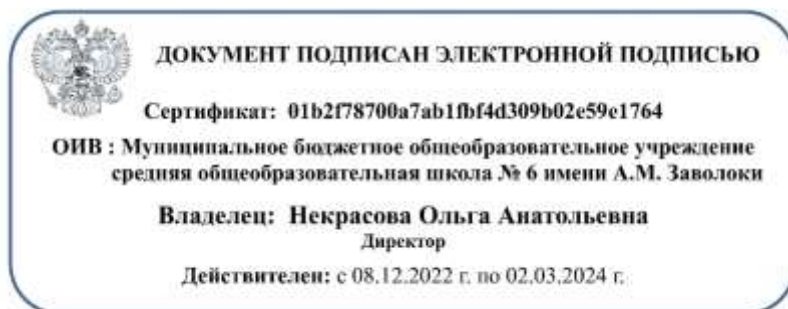 ДОКУМЕНТ ПОДПИСАН ЭЛЕКТРОННОЙ ПОДПИСЬЮ
Сертификат: 01b2f78700a7ab1fbf4d309b02e59e1764
ОИВ : Муниципальное бюджетное общеобразовательное учреждение
средняя общеобразовательная школа № 6 имени А.М. Заволоки
Владелец: Некрасова Ольга Анатольевна
Директор
Действителен: с 08.12.2022 г. по 02.03.2024 г.